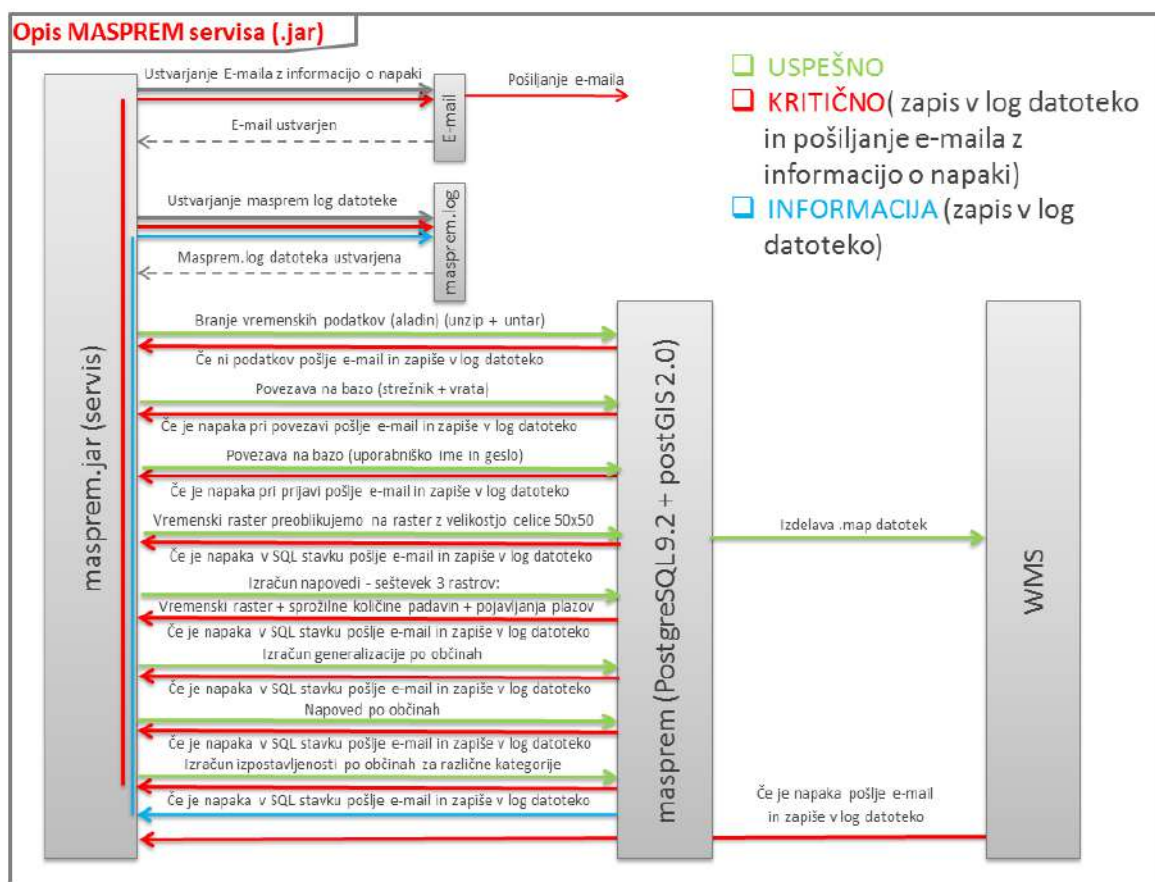 Opis MASPREM servisa (.jar)
Ustvarjanje E-maila z informacijo o napaki
Pošiljanje e-maila
E-mail
E-mail ustvarjen
USPEŠNO
KRITIČNO( zapis v log datoteko
in pošiljanje e-maila z
informacijo o napaki)
INFORMACIJA (zapis v log
datoteko)
Ustvarjanje masprem log datoteke
masprem.log
Masprem.log datoteka ustvarjena
masprem.jar (servis)
Branje vremenskih podatkov (aladin) (unzip + untar)
Če ni podatkov pošlje e-mail in zapiše v log datoteko
Povezava na bazo (strežnik + vrata)
Če je napaka pri povezavi pošlje e-mail in zapiše v log datoteko
Povezava na bazo (uporabniško ime in geslo)
Če je napaka pri prijavi pošlje e-mail in zapiše v log datoteko
Vremenski raster preoblikujemo na raster z velikostjo celice 50x50
Če je napaka v SQL stavku pošlje e-mail in zapiše v log datoteko
Izračun napovedi - seštevek 3 rastrov:
Vremenski raster + sprožilne količine padavin + pojavljanja plazov
Če je napaka v SQL stavku pošlje e-mail in zapiše v log datoteko
Izračun generalizacije po občinah
Če je napaka v SQL stavku pošlje e-mail in zapiše v log datoteko
Napoved po občinah
Če je napaka v SQL stavku pošlje e-mail in zapiše v log datoteko
Izračun izpostavljenosti po občinah za različne kategorije
Če je napaka v SQL stavku pošlje e-mail in zapiše v log datoteko
masprem (PostgreSQL9.2 + postGIS 2.0)
Izdelava .map datotek
WMS
Če je napaka pošlje e-mail
in zapiše v log datoteko